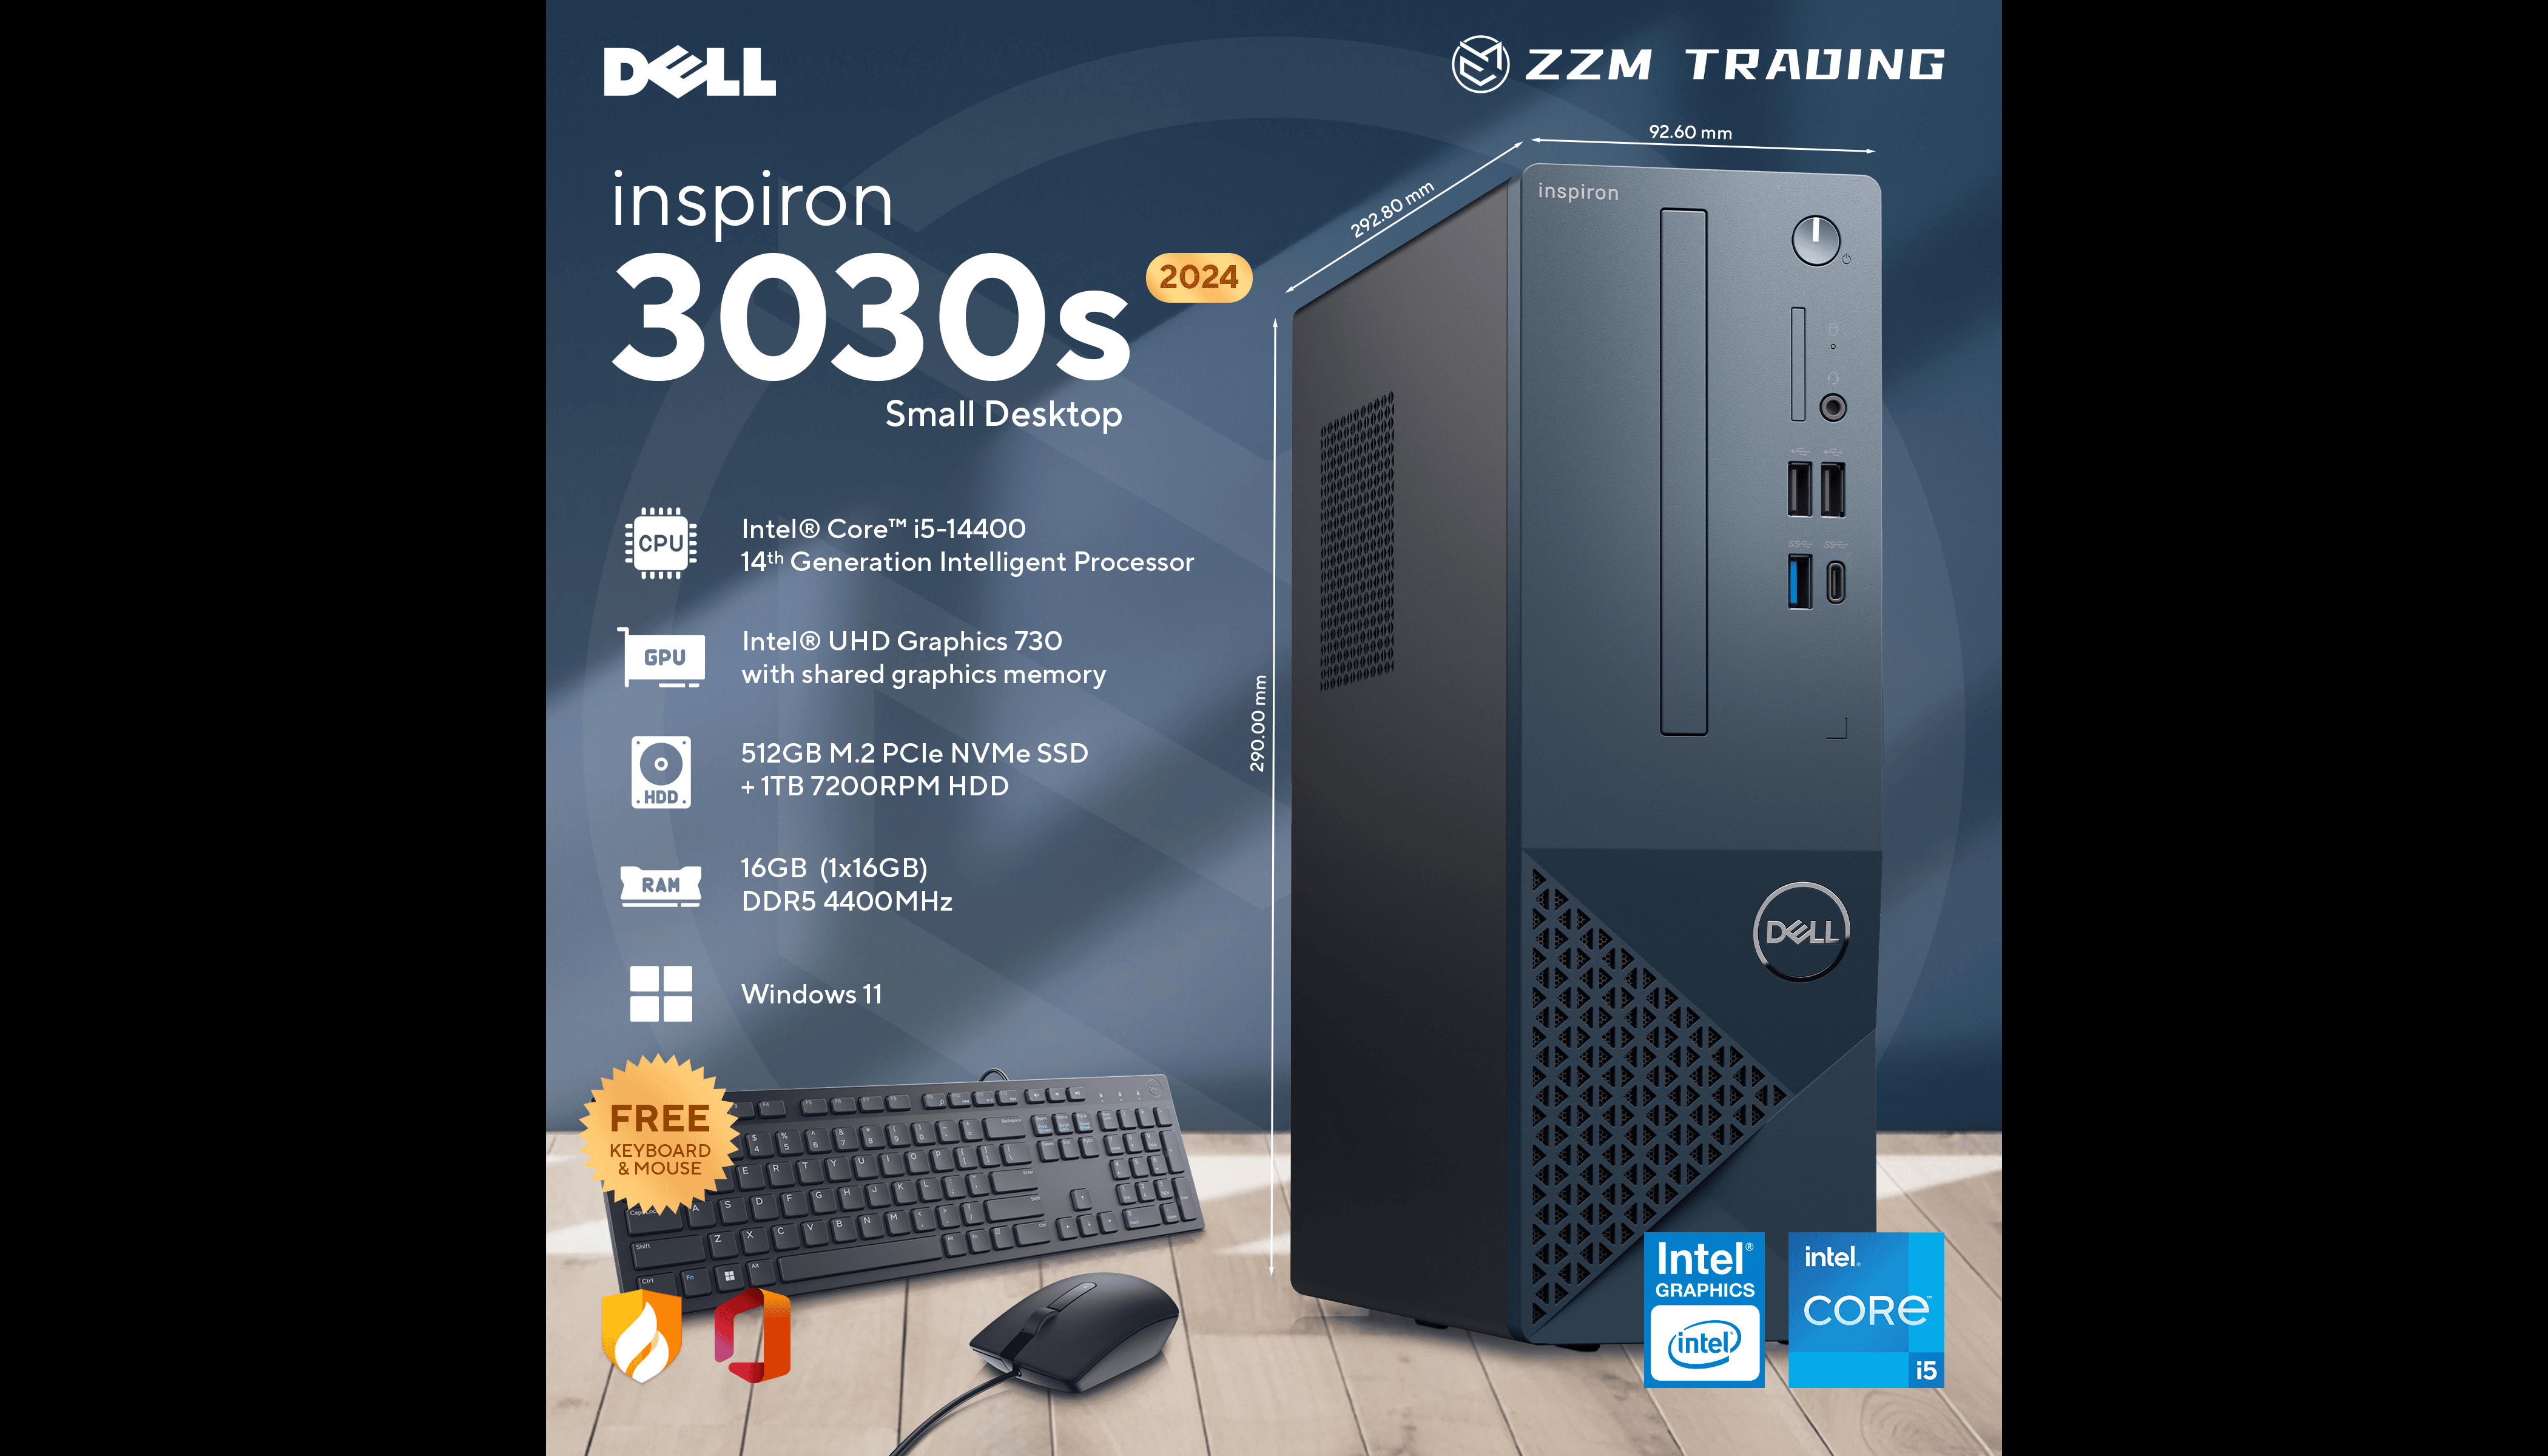 DELL
ZZM TRADING
92.60 mm
292.80 mm
inspiron
inspiron
3030s
2024
Small Desktop
CPU
Intel® Core™ i5-14400
14th Generation Intelligent Processor
GPU
Intel® UHD Graphics 730
with shared graphics memory
290.00 mm
HDD
512GB M.2 PCIe NVMe SSD
+ 1TB 7200RPM HDD
RAM
16GB (1x16GB)
DDR5 4400MHz
DELL
Windows 11
FREE
KEYBOARD
& MOUSE
Intel®
GRAPHICS
intel
intel.
CORE™
i5